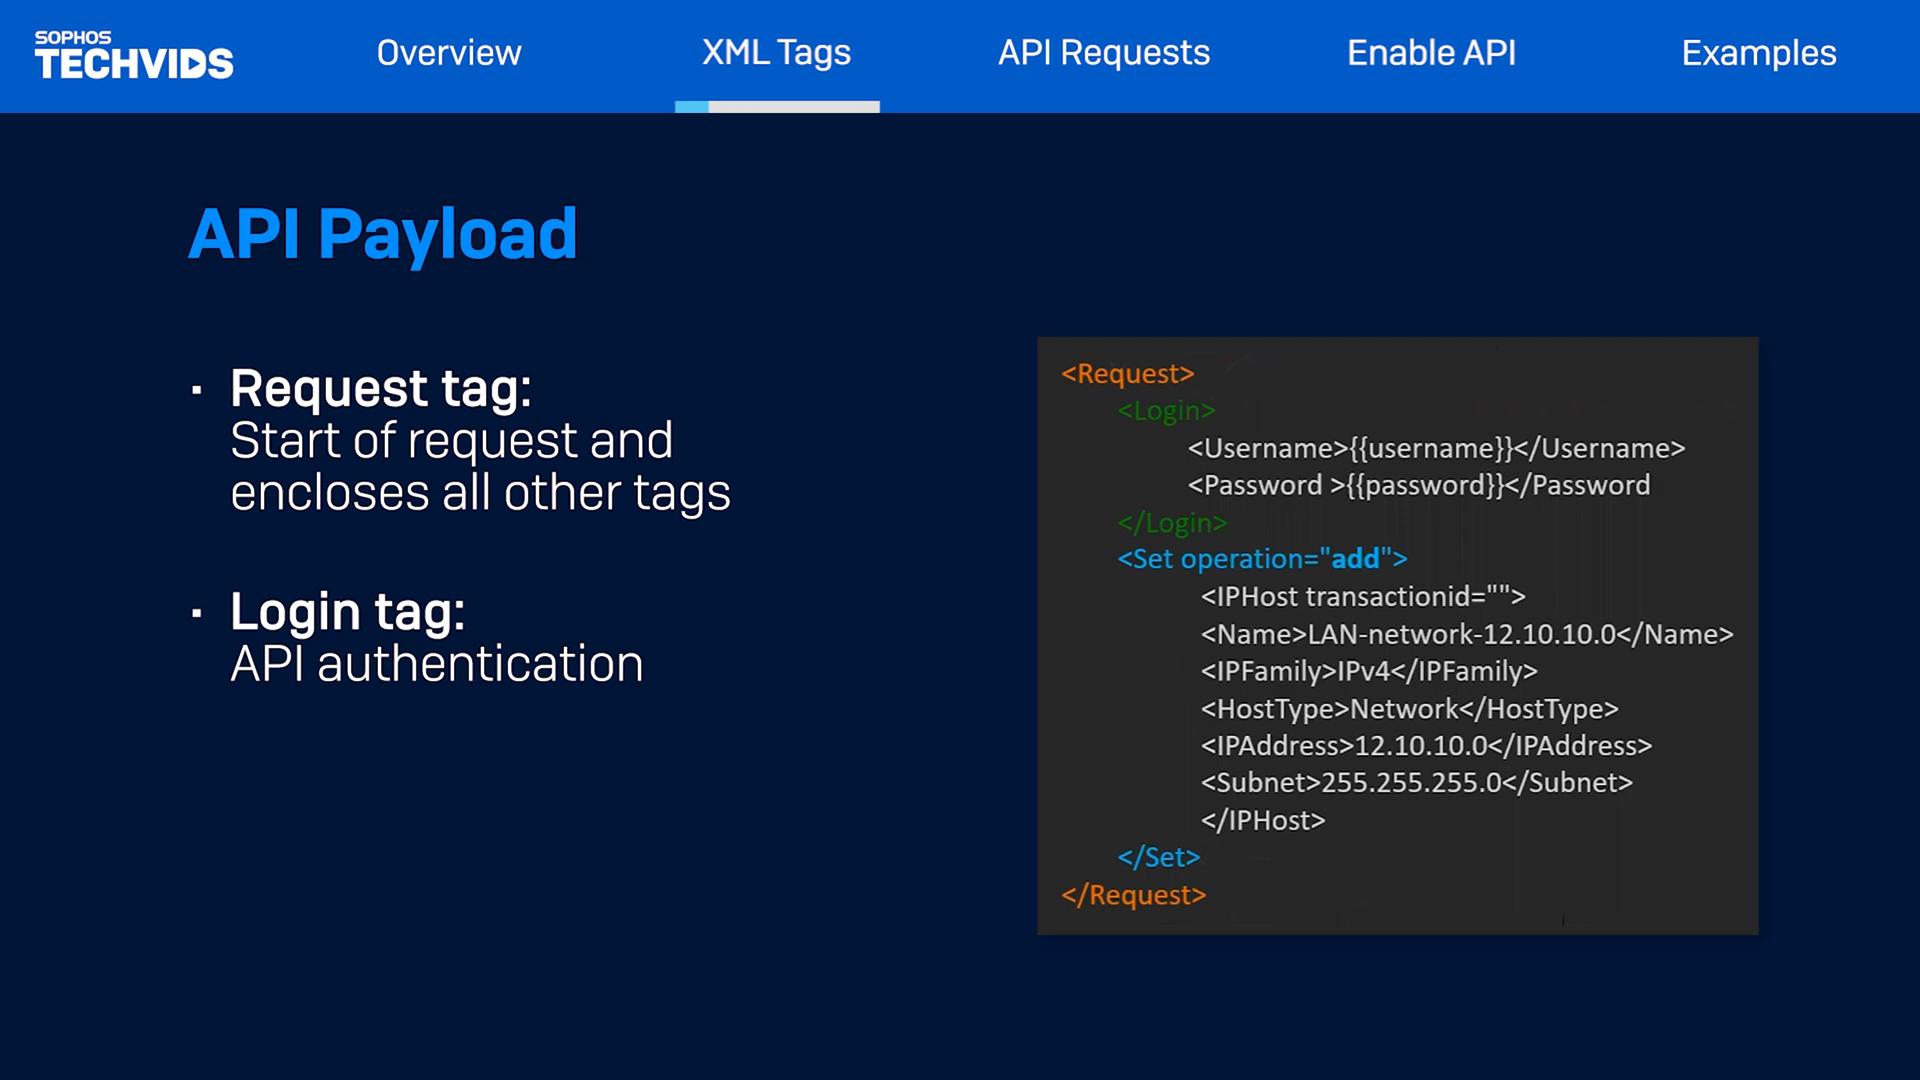 SOPHOS
TECHVIDS
Overview
XML Tags
API Requests
Enable API
Examples
API Payload
· Request tag:
Start of request and
encloses all other tags
· Login tag:
API authentication
<Request>
<Login>
<Username>{{username}}</Username>
<Password >{{password}}</Password
</Login>
<Set operation="add">
<IPHost transactionid="">
<Name>LAN-network-12.10.10.0</Name>
<IPFamily>IPv4</IPFamily>
<HostType>Network</HostType>
<IPAddress>12.10.10.0</IPAddress>
<Subnet>255.255.255.0</Subnet>
</IPHost>
</Set>
</Request>